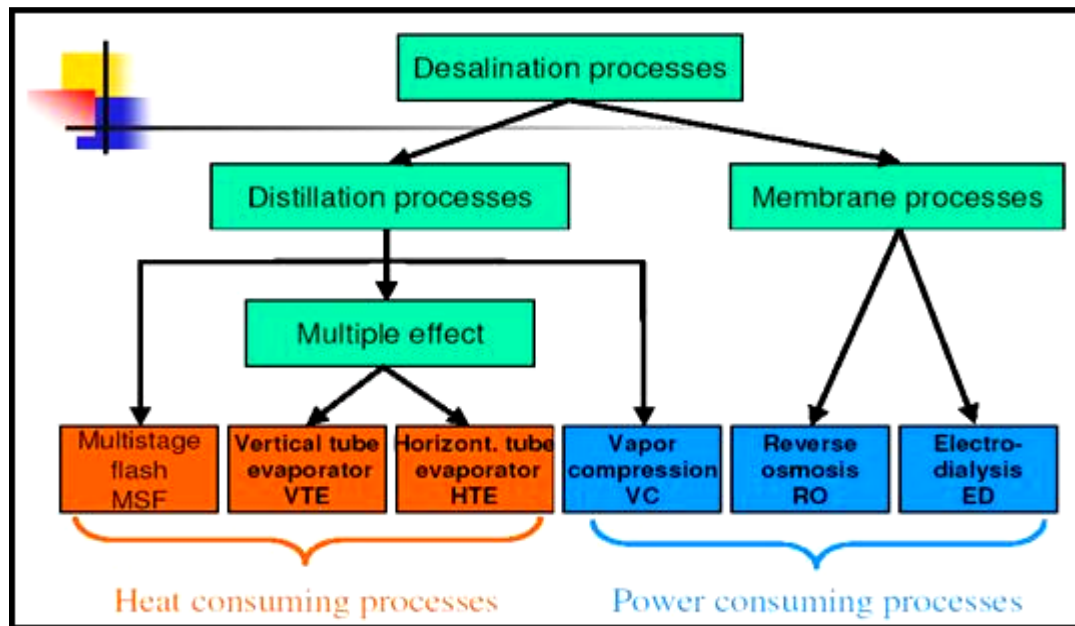 Desalination processes
Distillation processes
Membrane processes
Multiple effect
Multistage
flash
MSF
Vertical tube
evaporator
VTE
Horizont. tube
evaporator
HTE
Vapor
compression
VC
Reverse
osmosis
RO
Electro-
dialysis
ED
Heat consuming processes
Power consuming processes